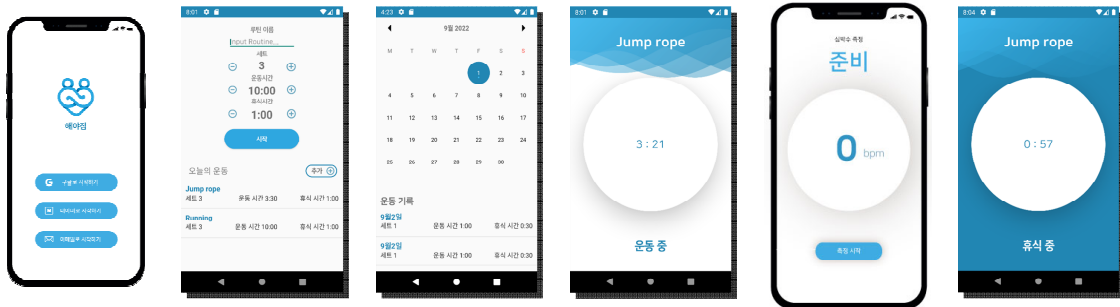 애야점
구글로 시작하기
네이버로 시작하기
이메일로 시작하기
8:01
루틴 이름
Input Routine...
세트
3
운동시간
10:00
휴식시간
1:00
시작
오늘의 운동
추가
Jump rope
세트 3 운동 시간 3:30 휴식 시간 1:00
Running
세트 3 운동 시간 10:00 휴식 시간 1:00
4:23
9월 2022
M T W T F S S
1 2 3
4 5 6 7 8 9 10
11 12 13 14 15 16 17
18 19 20 21 22 23 24
25 26 27 28 29 30
운동 기록
9월2일
세트 1 운동 시간 1:00 휴식 시간 0:30
9월2일
세트 1 운동 시간 1:00 휴식 시간 0:30
8:01
Jump rope
3 : 21
운동 중
심박수 측정
준비
0 bpm
측정 시작
8:04
Jump rope
0 : 57
휴식 중